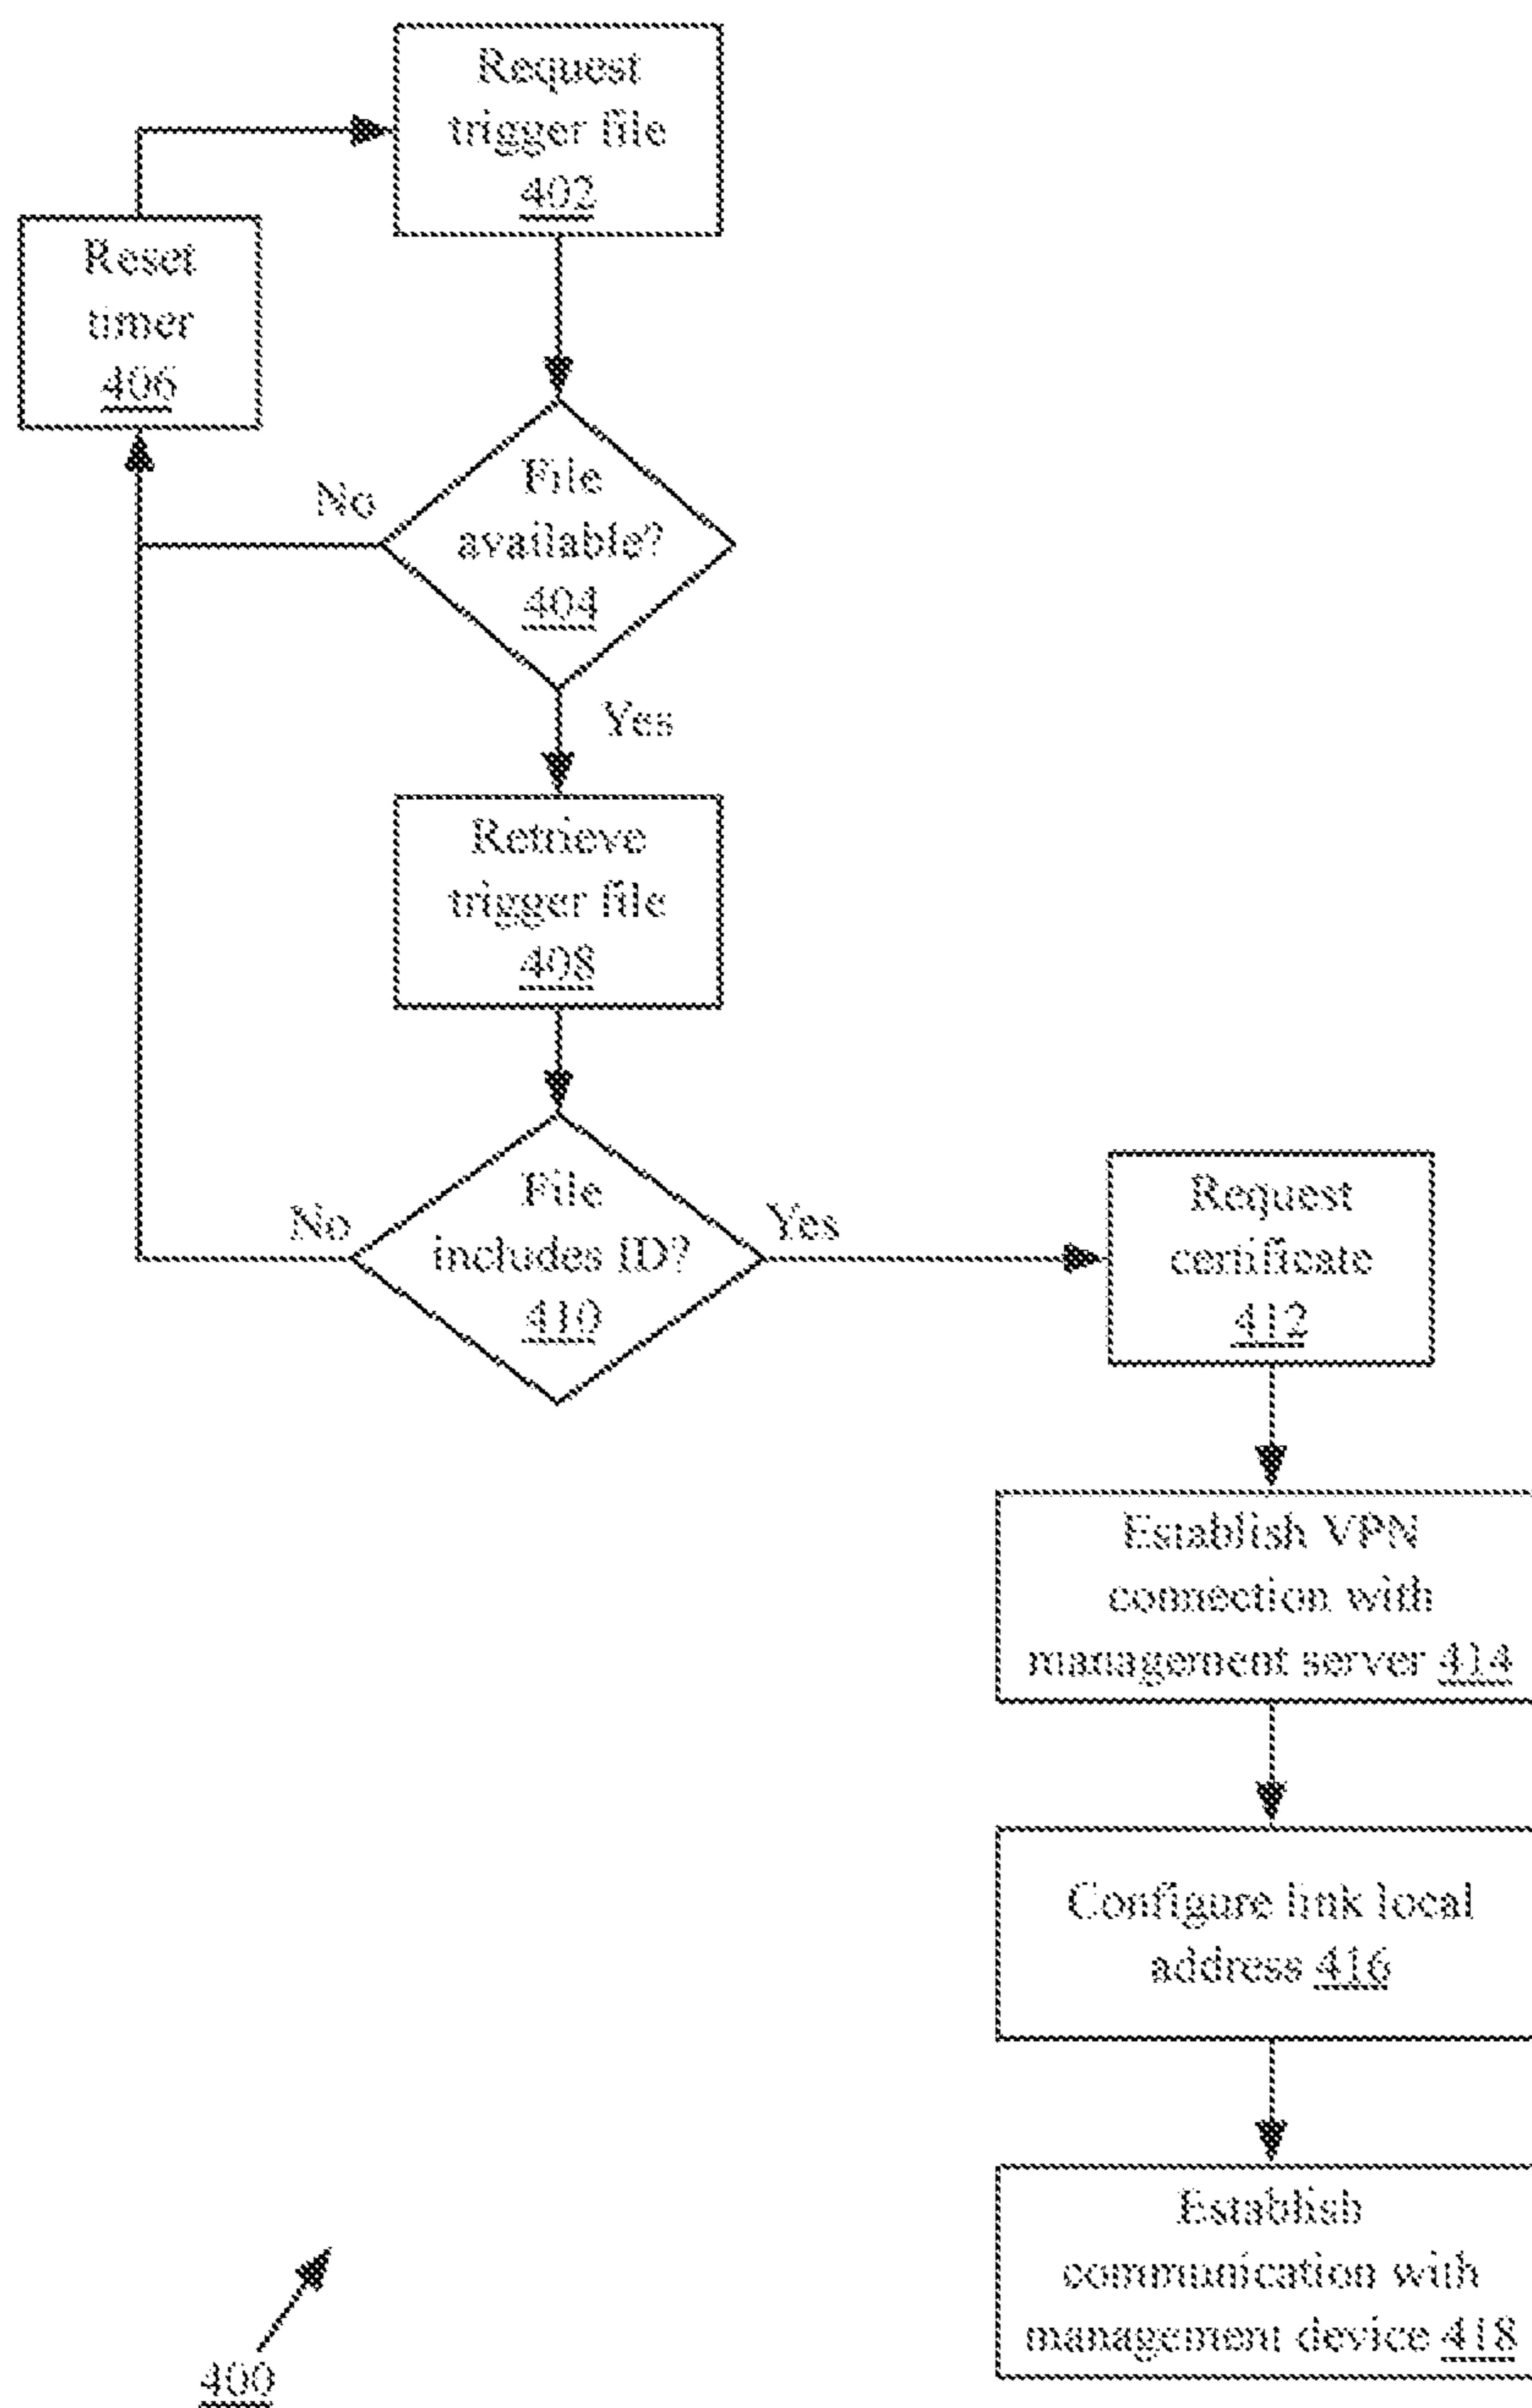 Request
trigger file
402
Reset
timer
406
File
available?
404
No
Yes
Retrieve
trigger file
408
File
includes ID?
410
No
Yes
Request
certificate
412
Establish VPN
connection with
management server 414
Configure link local
address 416
Establish
communication with
management device 418
400